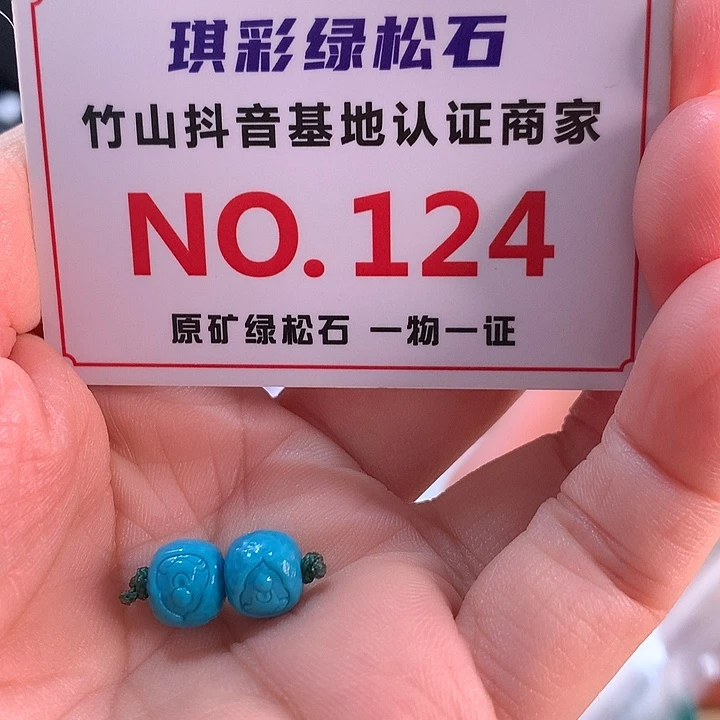 琪彩绿松石
竹山抖音基地认证商家
NO.124
原矿绿松石 一物一证